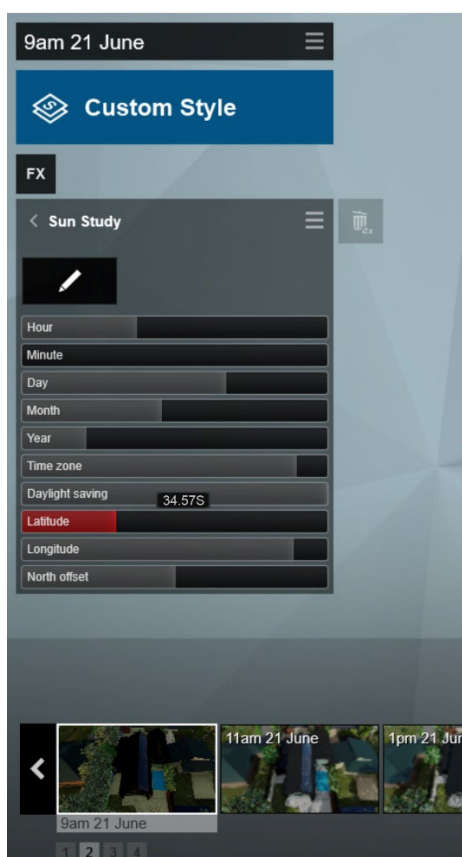 9am 21 June
Custom Style
FX
Sun Study
2x
Hour
Minute
Day
Month
Year
Time zone
Daylight saving
34.57S
Latitude
Longitude
North offset
11am 21 June
1pm 21 Jun
9am 21 June
1 2 3 4